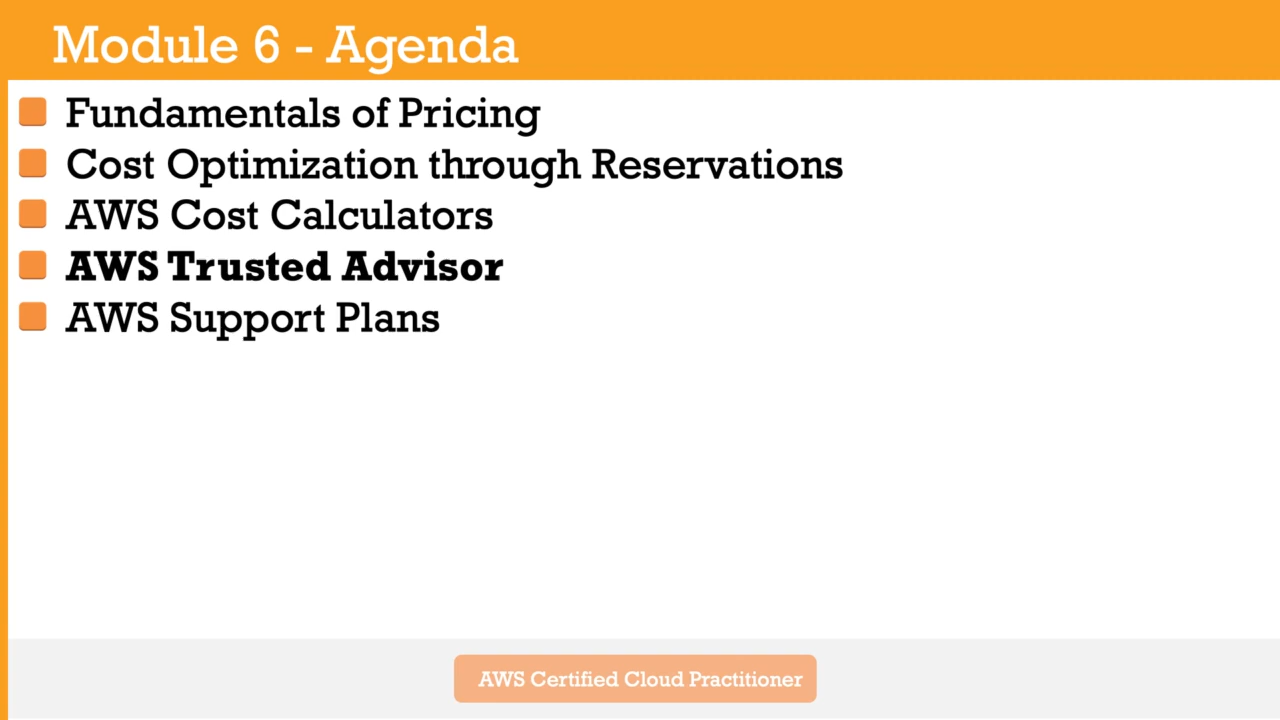 Module 6 - Agenda
Fundamentals of Pricing
Cost Optimization through Reservations
AWS Cost Calculators
AWS Trusted Advisor
AWS Support Plans
AWS Certified Cloud Practitioner